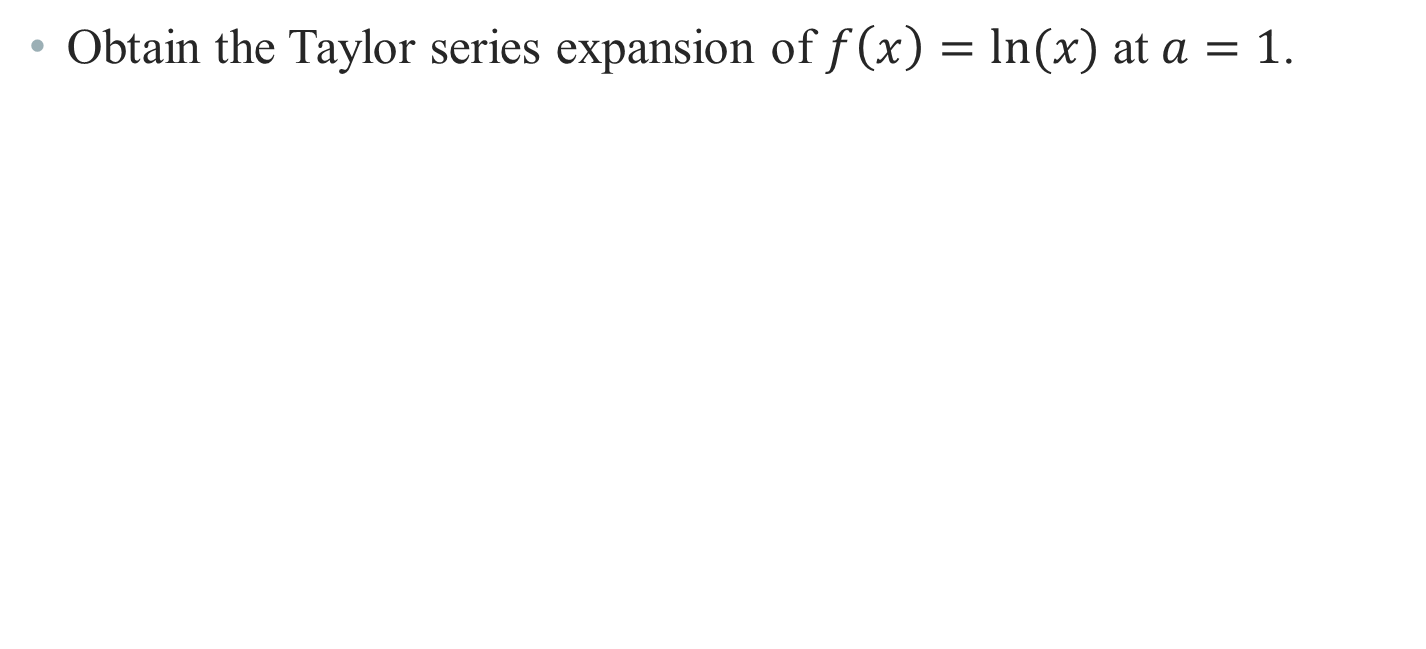 • Obtain the Taylor series expansion of f(x) = ln(x) at a = 1.